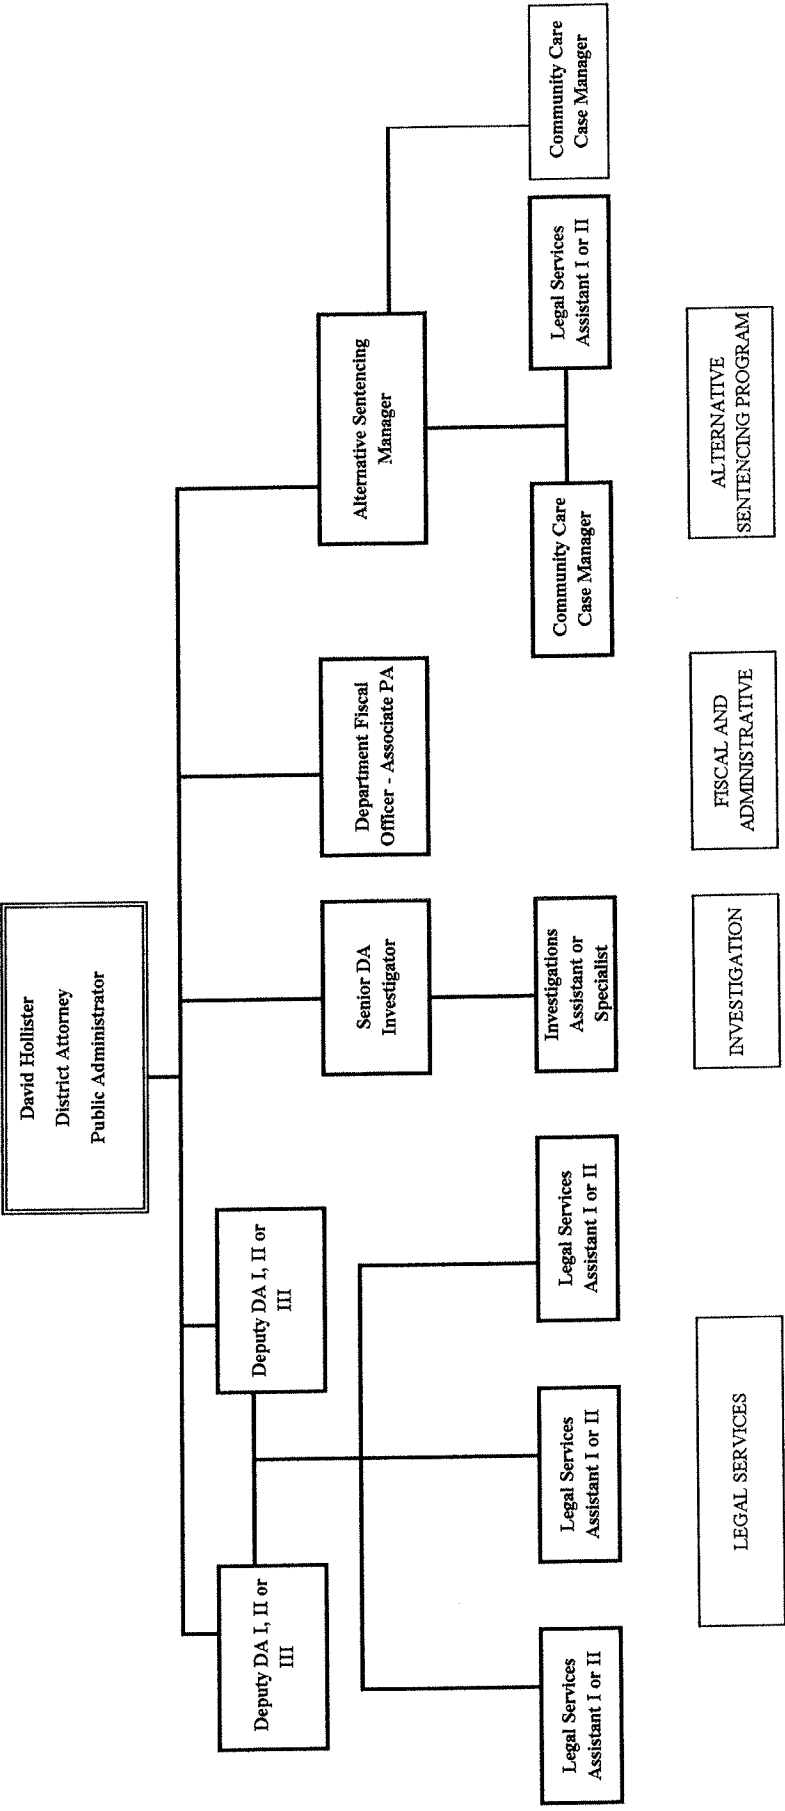 David Hollister
District Attorney
Public Administrator
Deputy DA I, II or
III
Deputy DA I, II or
III
Senior DA
Investigator
Department Fiscal
Officer - Associate PA
Alternative Sentencing
Manager
Legal Services
Assistant I or II
Legal Services
Assistant I or II
Legal Services
Assistant I or II
Investigations
Assistant or
Specialist
Community Care
Case Manager
Legal Services
Assistant I or II
Community Care
Case Manager
LEGAL SERVICES
INVESTIGATION
FISCAL AND
ADMINISTRATIVE
ALTERNATIVE
SENTENCING PROGRAM